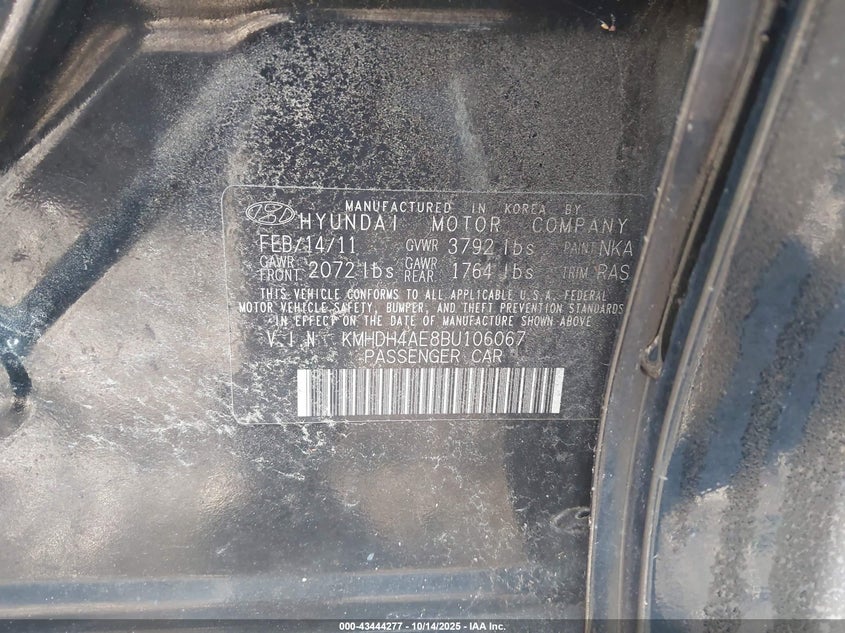 MANUFACTURED IN KOREA BY
HYUNDAI MOTOR COMPANY
FEB/14/11 GVWR 3792 lbs PAINT NKA
GAWR FRONT 2072 lbs GAWR REAR 1764 lbs TRIM RAS
THIS VEHICLE CONFORMS TO ALL APPLICABLE U.S.A. FEDERAL
MOTOR VEHICLE SAFETY, BUMPER, AND THEFT PREVENTION STANDARDS
IN EFFECT ON THE DATE OF MANUFACTURE SHOWN ABOVE
V I N : KMHDH4AE8BU106067
PASSENGER CAR
000-43444277 - 10/14/2025 - IAA Inc.